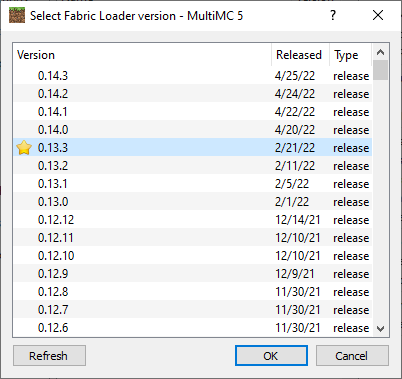 Select Fabric Loader version - MultiMC 5
Version Released Type
0.14.3 4/25/22 release
0.14.2 4/24/22 release
0.14.1 4/22/22 release
0.14.0 4/20/22 release
0.13.3 2/21/22 release
0.13.2 2/11/22 release
0.13.1 2/5/22 release
0.13.0 2/1/22 release
0.12.12 12/14/21 release
0.12.11 12/10/21 release
0.12.10 12/10/21 release
0.12.9 12/9/21 release
0.12.8 11/30/21 release
0.12.7 11/30/21 release
0.12.6 11/30/21 release
Refresh OK Cancel